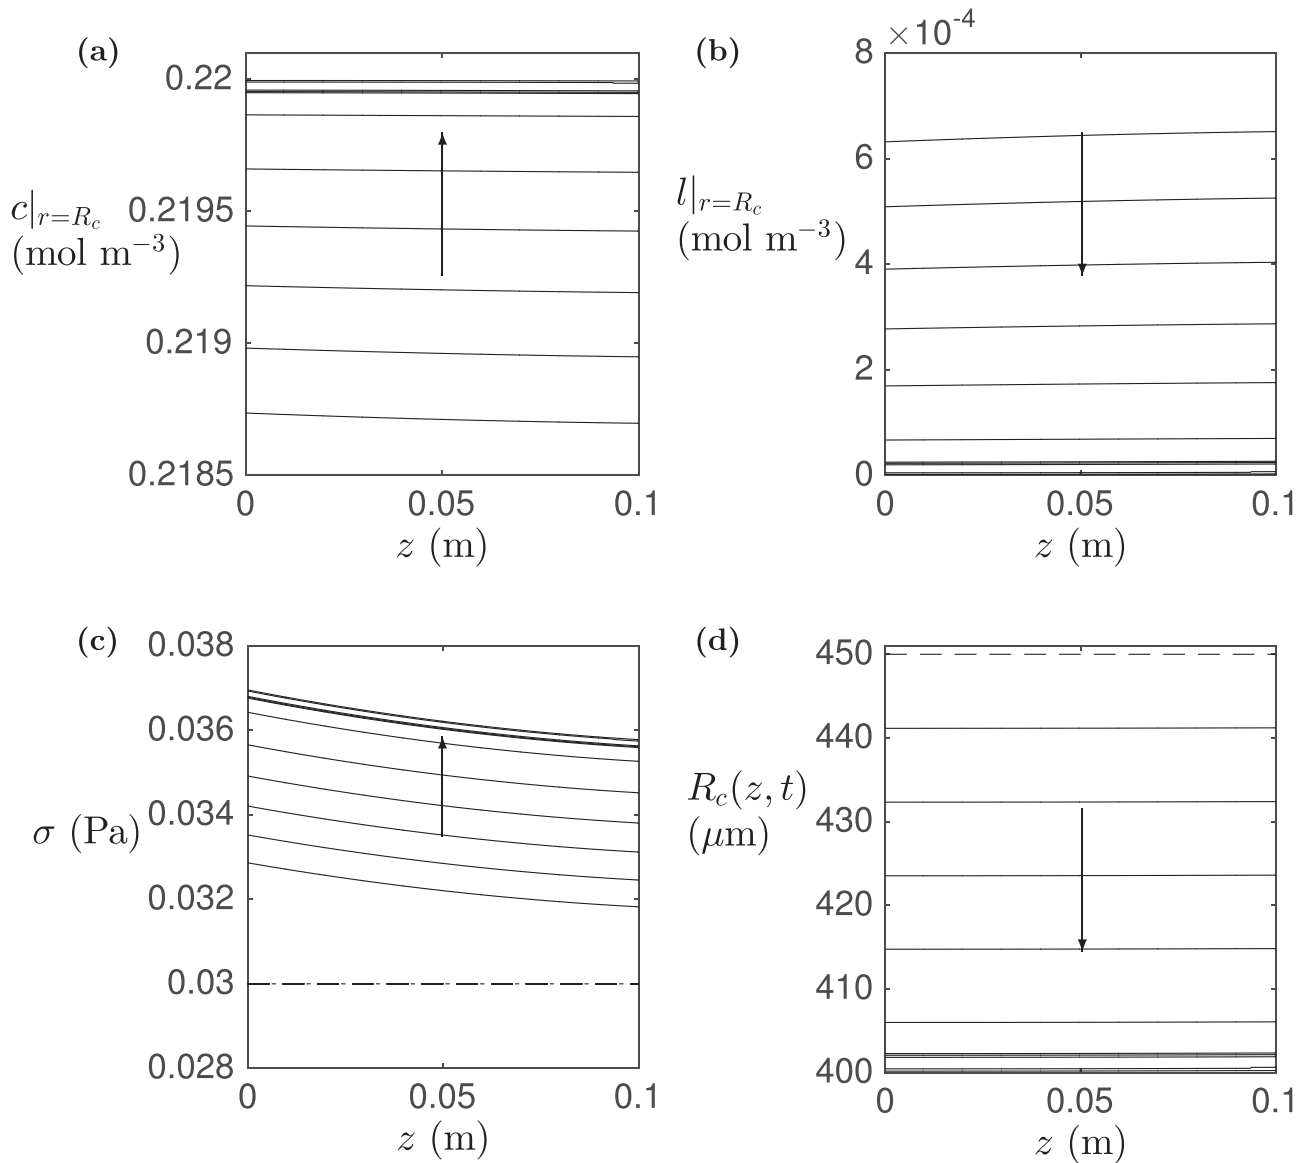 (a)
0.22
0.2195
0.219
0.2185
c|r=Rc
(mol m−3)
0
0.05
0.1
z (m)
(b)
×10-4
8
6
4
2
0
l|r=Rc
(mol m−3)
0
0.05
0.1
z (m)
(c)
0.038
0.036
0.034
0.032
0.03
0.028
σ (Pa)
0
0.05
0.1
z (m)
(d)
450
440
430
420
410
400
Rc(z, t)
(μm)
0
0.05
0.1
z (m)